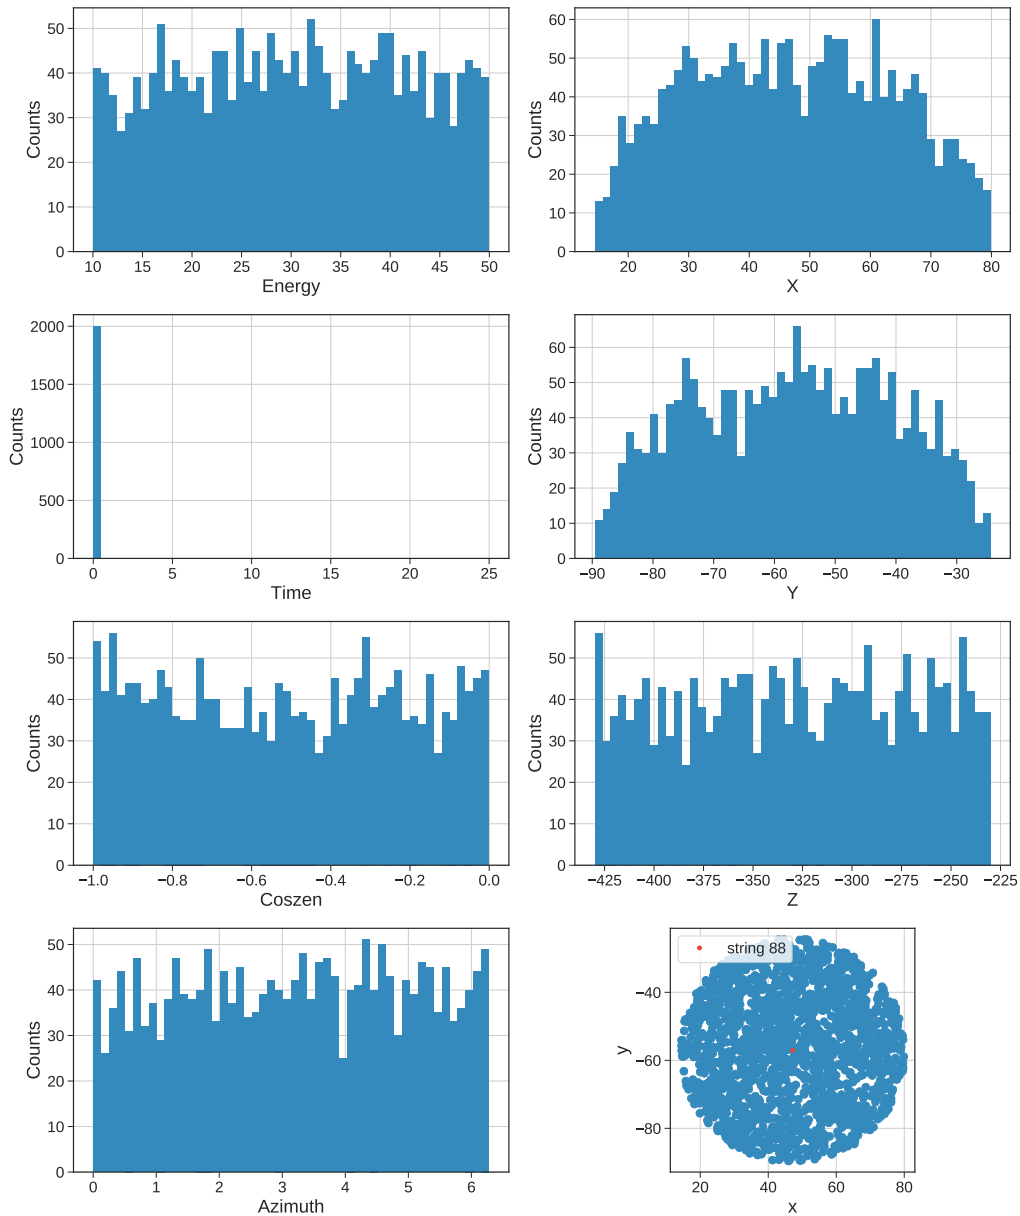 50
40
30
20
10
0
Counts
10 15 20 25 30 35 40 45 50
Energy
60
50
40
30
20
10
0
Counts
20 30 40 50 60 70 80
X
2000
1500
1000
500
0
Counts
0 5 10 15 20 25
Time
60
50
40
30
20
10
0
Counts
−90 −80 −70 −60 −50 −40 −30
Y
50
40
30
20
10
0
Counts
−1.0 −0.8 −0.6 −0.4 −0.2 0.0
Coszen
50
40
30
20
10
0
Counts
−425 −400 −375 −350 −325 −300 −275 −250 −225
Z
50
40
30
20
10
0
Counts
0 1 2 3 4 5 6
Azimuth
string 88
−40
−60
−80
y
20 40 60 80
x